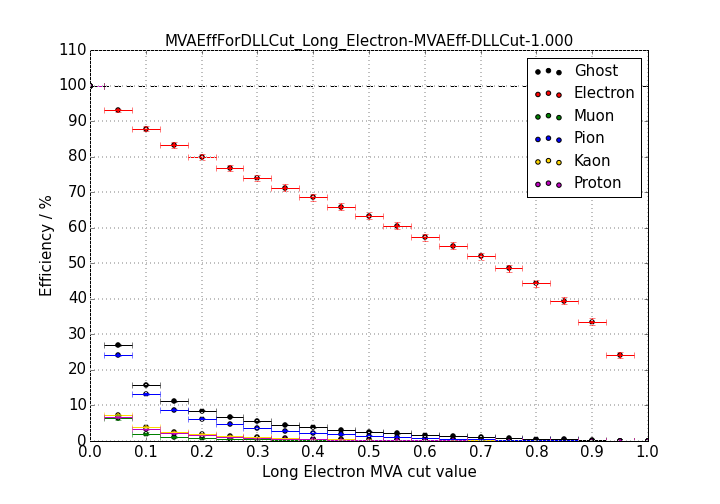 MVAEffForDLLCut_Long_Electron-MVAEff-DLLCut-1.000
110
100
90
80
70
60
50
40
30
20
10
0
Efficiency / %
Ghost
Electron
Muon
Pion
Kaon
Proton
0.0 0.1 0.2 0.3 0.4 0.5 0.6 0.7 0.8 0.9 1.0
Long Electron MVA cut value